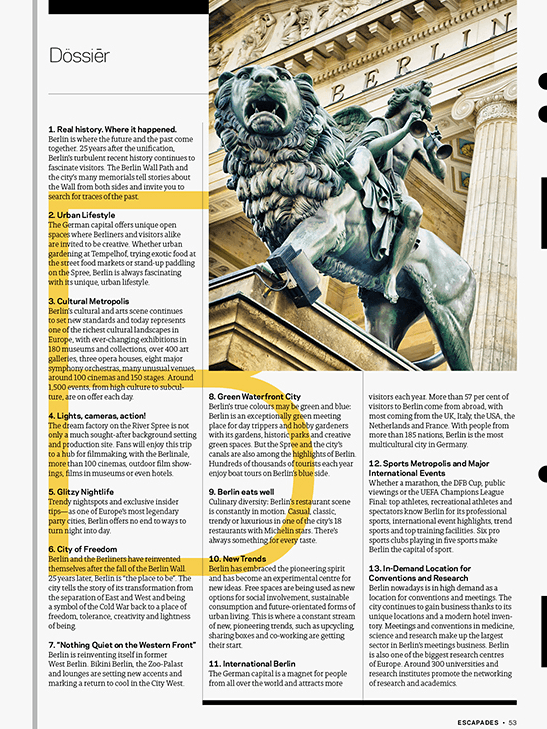 Dössiēr
BERLIN
1. Real history. Where it happened.
Berlin is where the future and the past come
together. 25 years after the unification,
Berlin's turbulent recent history continues to
fascinate visitors. The Berlin Wall Path and
the city's many memorials tell stories about
the Wall from both sides and invite you to
search for traces of the past.
2. Urban Lifestyle
The German capital offers unique open
spaces where Berliners and visitors alike
are invited to be creative. Whether urban
gardening at Tempelhof, trying exotic food at
the street food markets or stand-up paddling
on the Spree, Berlin is always fascinating
with its unique, urban lifestyle.
3. Cultural Metropolis
Berlin's cultural and arts scene continues
to set new standards and today represents
one of the richest cultural landscapes in
Europe, with ever-changing exhibitions in
180 museums and collections, over 400 art
galleries, three opera houses, eight major
symphony orchestras, many unusual venues,
around 100 cinemas and 150 stages. Around
1,500 events, from high culture to subcul-
ture, are on offer each day.
4. Lights, cameras, action!
The dream factory on the River Spree is not
only a much sought-after background setting
and production site. Fans will enjoy this trip
to a hub for filmmaking, with the Berlinale,
more than 100 cinemas, outdoor film show-
ings, films in museums or even hotels.
5. Glitzy Nightlife
Trendy nightspots and exclusive insider
tips—as one of Europe's most legendary
party cities, Berlin offers no end to ways to
turn night into day.
6. City of Freedom
Berlin and the Berliners have reinvented
themselves after the fall of the Berlin Wall.
25 years later, Berlin is "the place to be". The
city tells the story of its transformation from
the separation of East and West and being
a symbol of the Cold War back to a place of
freedom, tolerance, creativity and lightness
of being.
7. "Nothing Quiet on the Western Front"
Berlin is reinventing itself in former
West Berlin. Bikini Berlin, the Zoo-Palast
and lounges are setting new accents and
marking a return to cool in the City West.
8. Green Waterfront City
Berlin's true colours may be green and blue:
Berlin is an exceptionally green meeting
place for day trippers and hobby gardeners
with its gardens, historic parks and creative
green spaces. But the Spree and the city's
canals are also among the highlights of Berlin.
Hundreds of thousands of tourists each year
enjoy boat tours on Berlin's blue side.
9. Berlin eats well
Culinary diversity: Berlin's restaurant scene
is constantly in motion. Casual, classic,
trendy or luxurious in one of the city's 18
restaurants with Michelin stars. There's
always something for every taste.
10. New Trends
Berlin has embraced the pioneering spirit
and has become an experimental centre for
new ideas. Free spaces are being used as new
options for social involvement, sustainable
consumption and future-orientated forms of
urban living. This is where a constant stream
of new, pioneering trends, such as upcycling,
sharing boxes and co-working are getting
their start.
11. International Berlin
The German capital is a magnet for people
from all over the world and attracts more
visitors each year. More than 57 per cent of
visitors to Berlin come from abroad, with
most coming from the UK, Italy, the USA, the
Netherlands and France. With people from
more than 185 nations, Berlin is the most
multicultural city in Germany.
12. Sports Metropolis and Major
International Events
Whether a marathon, the DFB Cup, public
viewings or the UEFA Champions League
Final: top athletes, recreational athletes and
spectators know Berlin for its professional
sports, international event highlights, trend
sports and top training facilities. Six pro
sports clubs playing in five sports make
Berlin the capital of sport.
13. In-Demand Location for
Conventions and Research
Berlin nowadays is in high demand as a
location for conventions and meetings. The
city continues to gain business thanks to its
unique locations and a modern hotel inven-
tory. Meetings and conventions in medicine,
science and research make up the largest
sector in Berlin's meetings business. Berlin
is also one of the biggest research centres
of Europe. Around 300 universities and
research institutes promote the networking
of research and academics.
ESCAPADES • 53